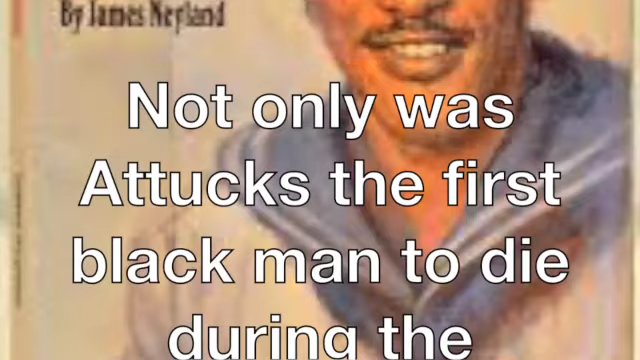 By James Neyland
Not only was
Attucks the first
black man to die
during the